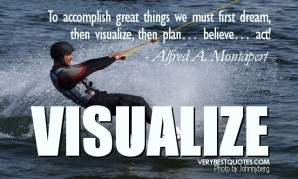 To accomplish great things we must first dream,
then visualize, then plan... believe... act!
- Alfred A. Montapert
VISUALIZE
VERYBESTQUOTES.COM
Photo by Johnnyberg